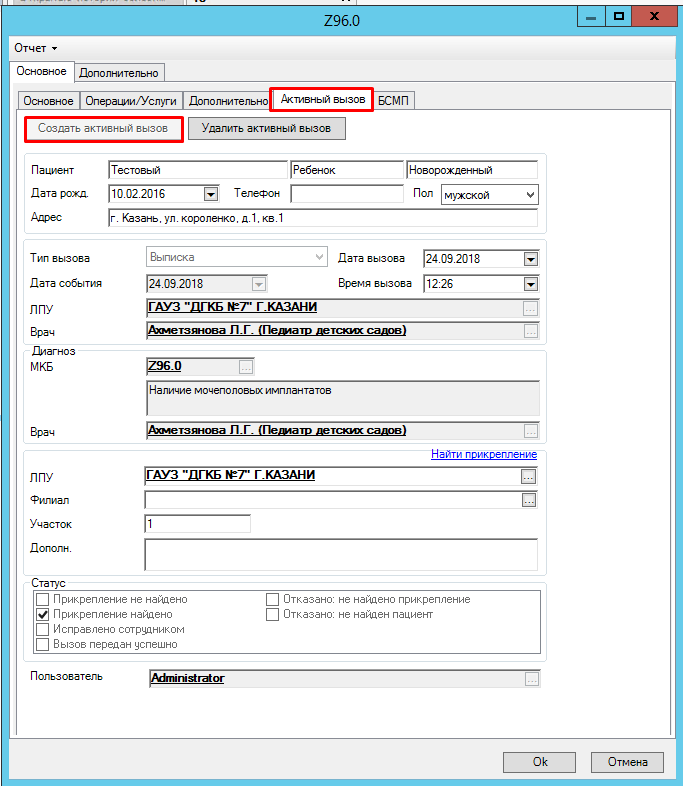 Z96.0
Отчет
Основное Дополнительно
Основное Операции/Услуги Дополнительно Активный вызов БСМП
Создать активный вызов Удалить активный вызов
Пациент Тестовый Ребенок Новорожденный
Дата рожд. 10.02.2016 Телефон Пол мужской
Адрес г. Казань, ул. короленко, д.1, кв.1
Тип вызова Выписка Дата вызова 24.09.2018
Дата события 24.09.2018 Время вызова 12:26
ЛПУ ГАУЗ "ДГКБ №7" Г.КАЗАНИ ...
Врач Ахметзянова Л.Г. (Педиатр детских садов) ...
Диагноз
МКБ Z96.0 ...
Наличие мочеполовых имплантатов
Врач Ахметзянова Л.Г. (Педиатр детских садов) ...
Найти прикрепление
ЛПУ ГАУЗ "ДГКБ №7" Г.КАЗАНИ ...
Филиал ...
Участок 1
Дополн.
Статус
Прикрепление не найдено Отказано: не найдено прикрепление
Прикрепление найдено Отказано: не найден пациент
Исправлено сотрудником
Вызов передан успешно
Пользователь Administrator ...
Ok Отмена